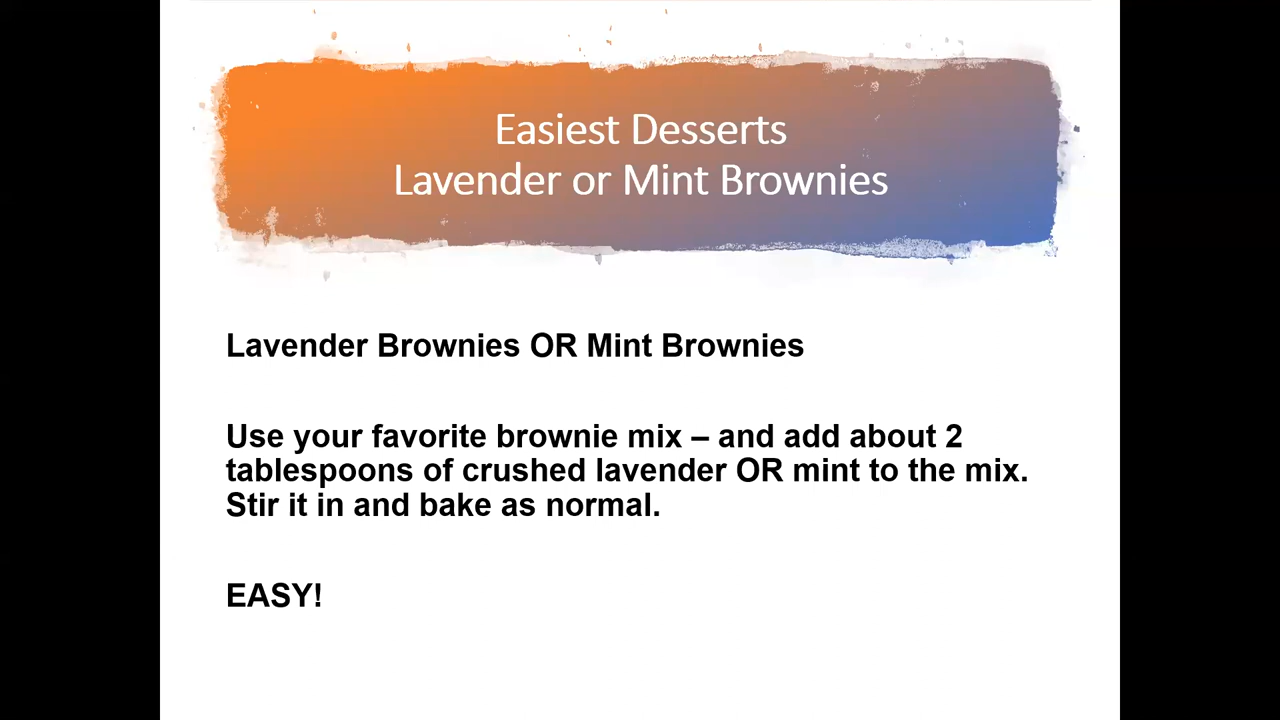 Easiest Desserts
Lavender or Mint Brownies
Lavender Brownies OR Mint Brownies
Use your favorite brownie mix – and add about 2
tablespoons of crushed lavender OR mint to the mix.
Stir it in and bake as normal.
EASY!